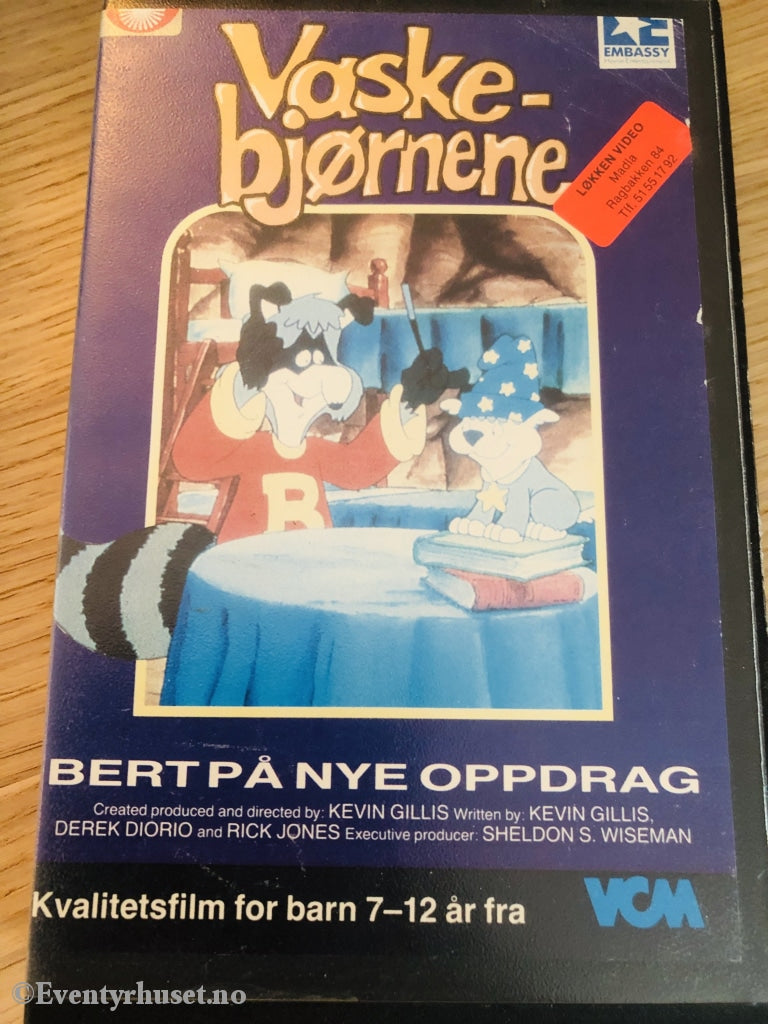 Vaske-
bjørnene
EMBASSY
Home Entertainment
LØKKEN VIDEO
Madla
Ragbakken 84
Tlf. 51 55 17 92
B
BERT PÅ NYE OPPDRAG
Created produced and directed by: KEVIN GILLIS Written by: KEVIN GILLIS,
DEREK DIORIO and RICK JONES Executive producer: SHELDON S. WISEMAN
Kvalitetsfilm for barn 7–12 år fra
VCM
©Eventyrhuset.no